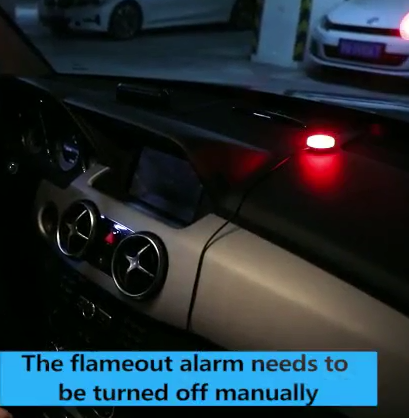 The flameout alarm needs to
be turned off manually